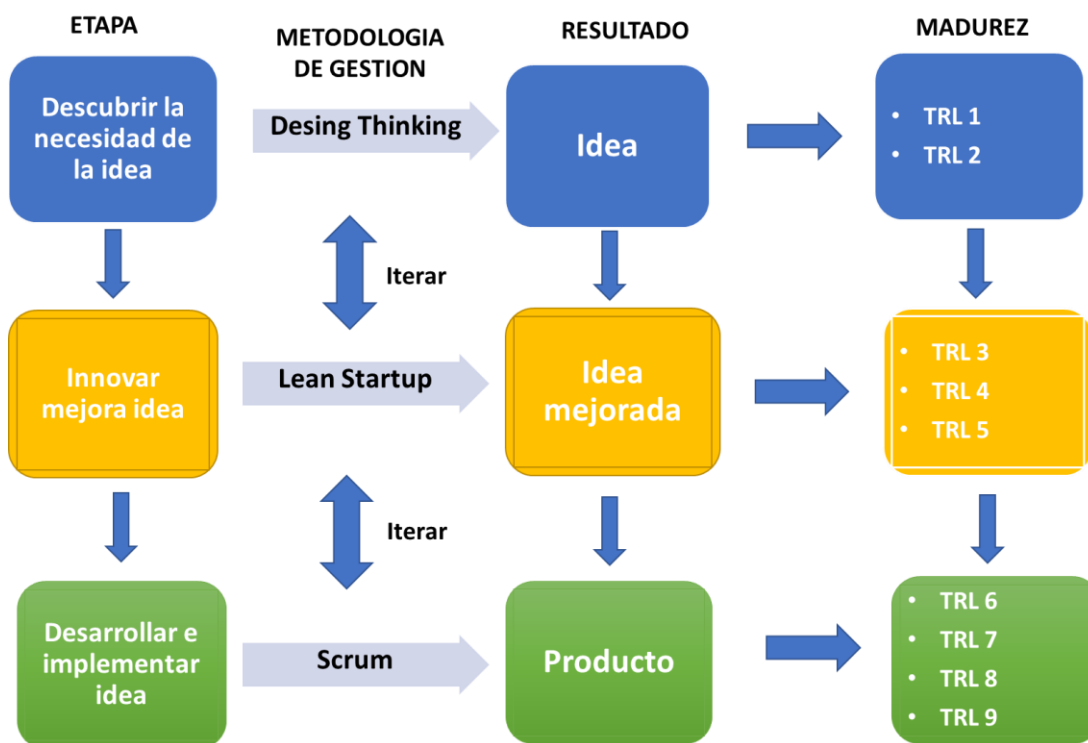 ETAPA
METODOLOGIA
DE GESTION
RESULTADO
MADUREZ
Descubrir la
necesidad de
la idea
Desing Thinking
Idea
• TRL 1
• TRL 2
Iterar
Innovar
mejora idea
Lean Startup
Idea
mejorada
• TRL 3
• TRL 4
• TRL 5
Iterar
Desarrollar e
implementar
idea
Scrum
Producto
• TRL 6
• TRL 7
• TRL 8
• TRL 9